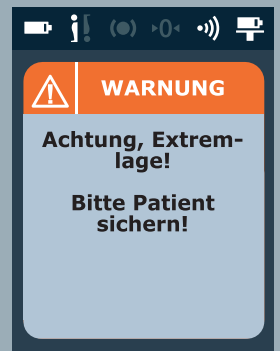 WARNUNG
Achtung, Extrem-
lage!
Bitte Patient
sichern!